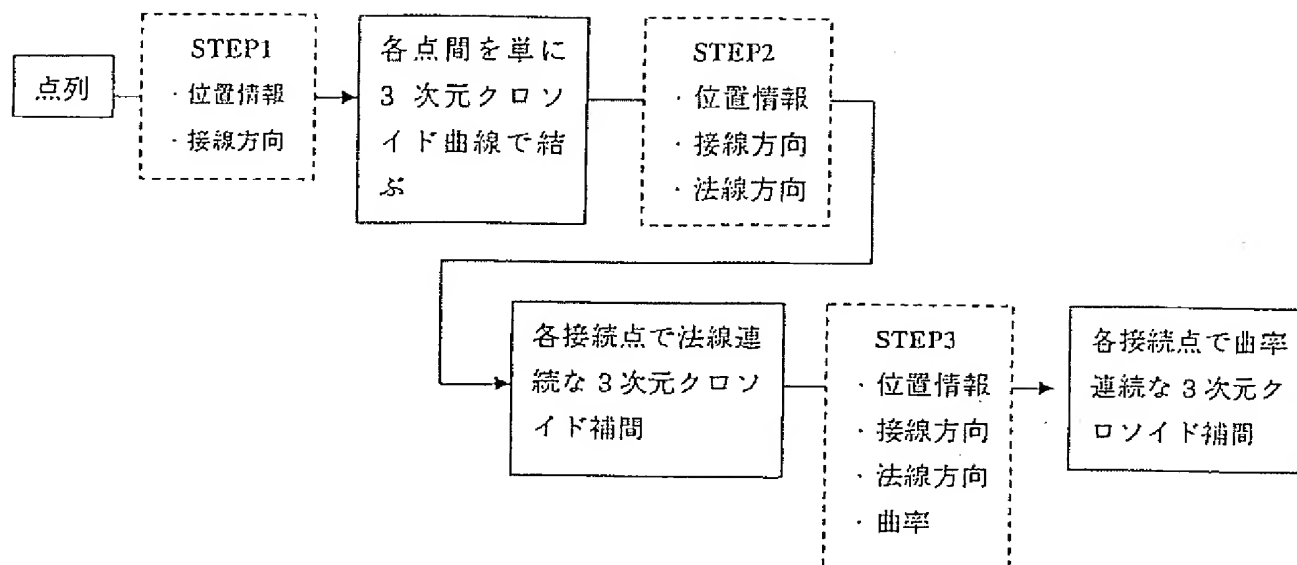 点列
STEP1
・位置情報
・接線方向
各点間を単に
3 次元クロソ
イド曲線で結
ぶ
STEP2
・位置情報
・接線方向
・法線方向
各接続点で法線連
続な 3 次元クロソ
イド補間
STEP3
・位置情報
・接線方向
・法線方向
・曲率
各接続点で曲率
連続な 3 次元ク
ロソイド補間